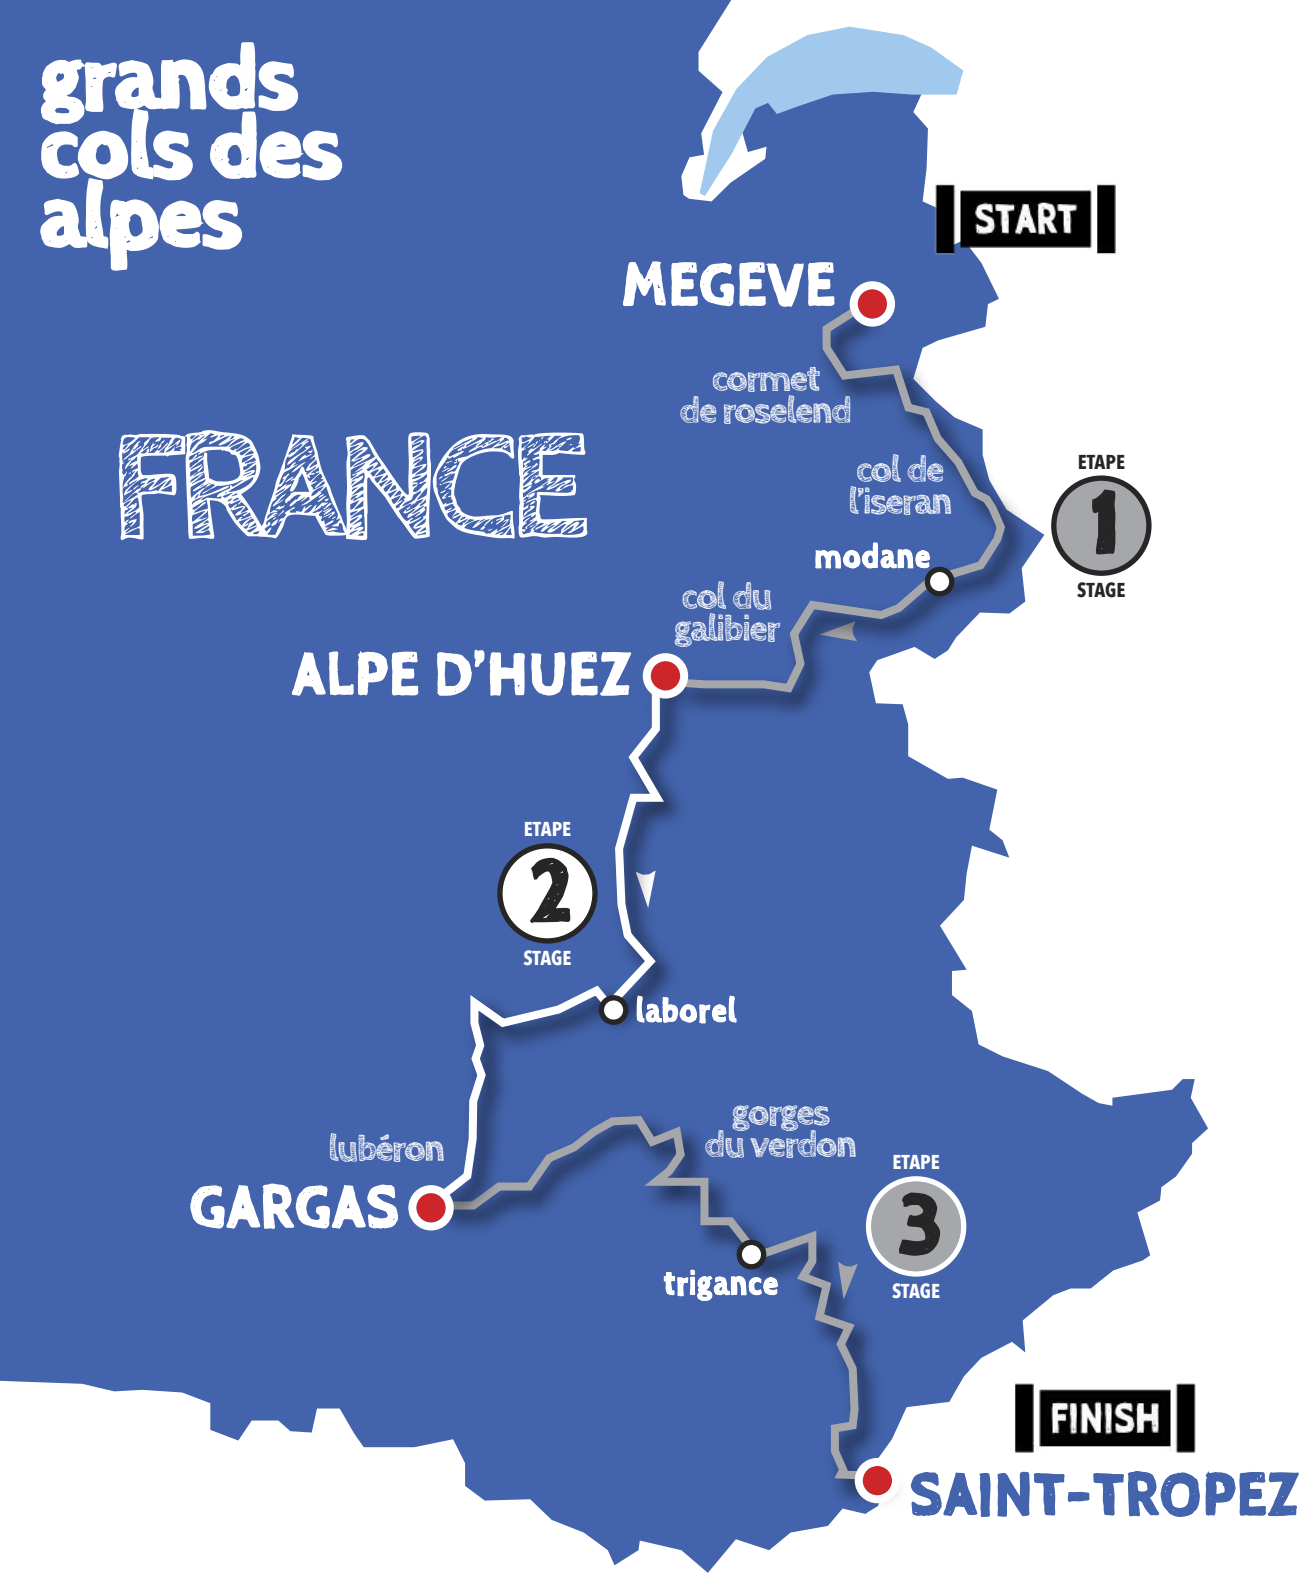 grands
cols des
alpes
START
MEGEVE
cormet
de roselend
FRANCE
col de
l'iseran
ETAPE
1
STAGE
modane
col du
galibier
ALPE D'HUEZ
ETAPE
2
STAGE
laborel
gorges
du verdon
lubéron
GARGAS
ETAPE
3
STAGE
trigance
FINISH
SAINT-TROPEZ